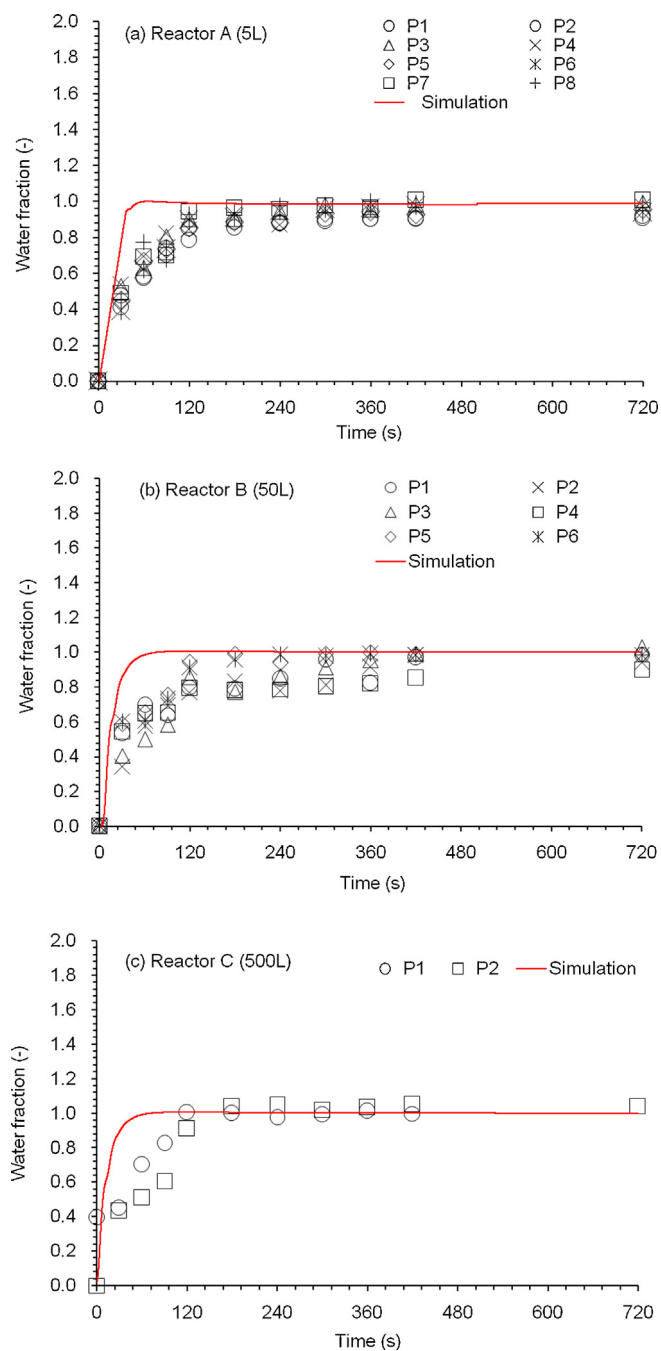 (a) Reactor A (5L)
P1 P2
P3 P4
P5 P6
P7 P8
Simulation
2.0
1.8
1.6
1.4
1.2
1.0
0.8
0.6
0.4
0.2
0.0
Water fraction (-)
0 120 240 360 480 600 720
Time (s)
(b) Reactor B (50L)
P1 P2
P3 P4
P5 P6
Simulation
2.0
1.8
1.6
1.4
1.2
1.0
0.8
0.6
0.4
0.2
0.0
Water fraction (-)
0 120 240 360 480 600 720
Time (s)
(c) Reactor C (500L)
P1 P2 Simulation
2.0
1.8
1.6
1.4
1.2
1.0
0.8
0.6
0.4
0.2
0.0
Water fraction (-)
0 120 240 360 480 600 720
Time (s)